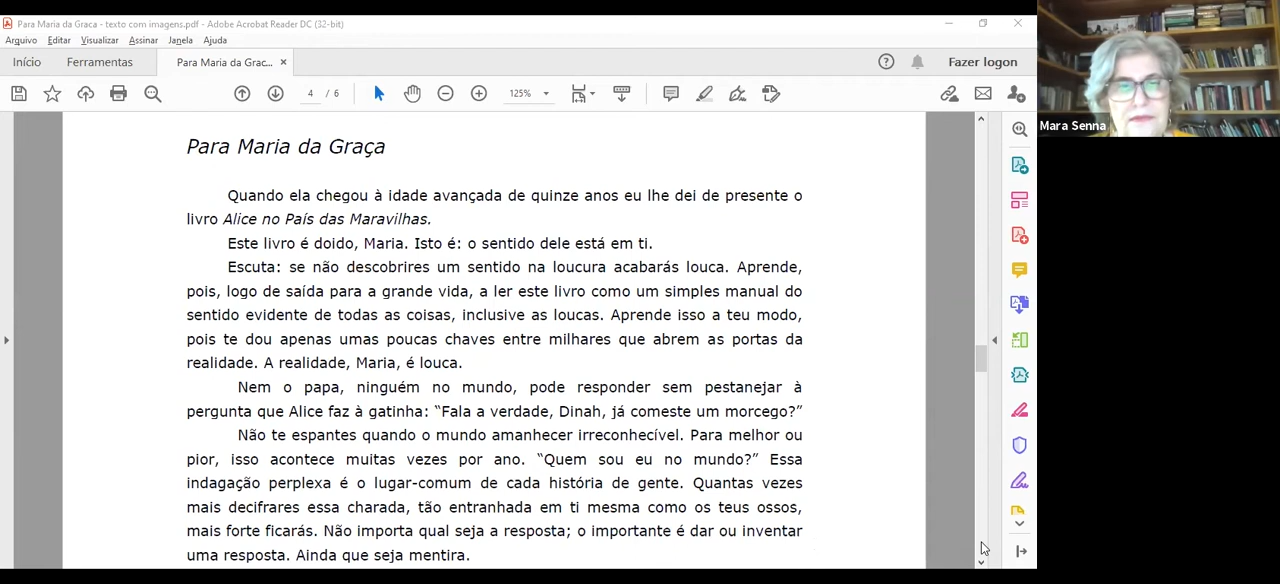 Para Maria da Graca - texto com imagens.pdf - Adobe Acrobat Reader DC (32-bit)
Arquivo Editar Visualizar Assinar Janela Ajuda
Início Ferramentas Para Maria da Grac... × Fazer logon
4 / 6 125%
Mara Senna
Para Maria da Graça
Quando ela chegou à idade avançada de quinze anos eu lhe dei de presente o
livro Alice no País das Maravilhas.
Este livro é doido, Maria. Isto é: o sentido dele está em ti.
Escuta: se não descobrires um sentido na loucura acabarás louca. Aprende,
pois, logo de saída para a grande vida, a ler este livro como um simples manual do
sentido evidente de todas as coisas, inclusive as loucas. Aprende isso a teu modo,
pois te dou apenas umas poucas chaves entre milhares que abrem as portas da
realidade. A realidade, Maria, é louca.
Nem o papa, ninguém no mundo, pode responder sem pestanejar à
pergunta que Alice faz à gatinha: “Fala a verdade, Dinah, já comeste um morcego?”
Não te espantes quando o mundo amanhecer irreconhecível. Para melhor ou
pior, isso acontece muitas vezes por ano. “Quem sou eu no mundo?” Essa
indagação perplexa é o lugar-comum de cada história de gente. Quantas vezes
mais decifrares essa charada, tão entranhada em ti mesma como os teus ossos,
mais forte ficarás. Não importa qual seja a resposta; o importante é dar ou inventar
uma resposta. Ainda que seja mentira.